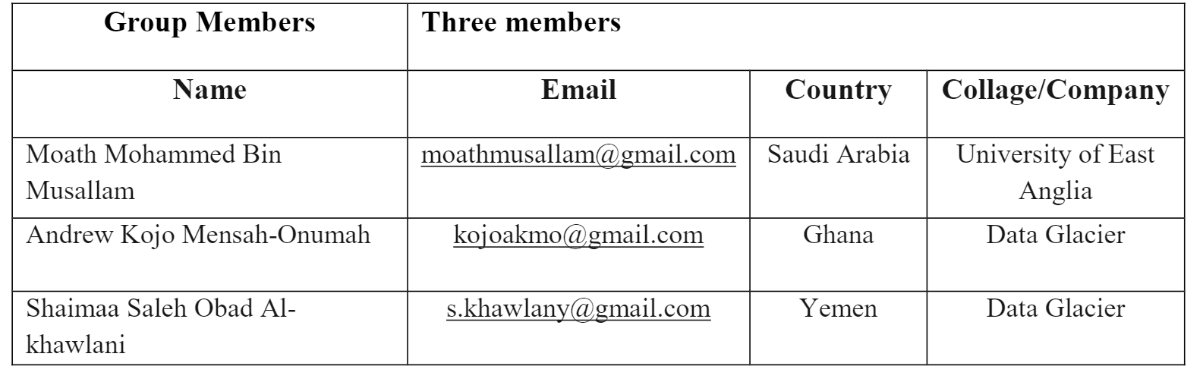 Group Members Three members
Name Email Country Collage/Company
Moath Mohammed Bin Musallam moathmusallam@gmail.com Saudi Arabia University of East Anglia
Andrew Kojo Mensah-Onumah kojoakmo@gmail.com Ghana Data Glacier
Shaimaa Saleh Obad Al-khawlani s.khawlany@gmail.com Yemen Data Glacier